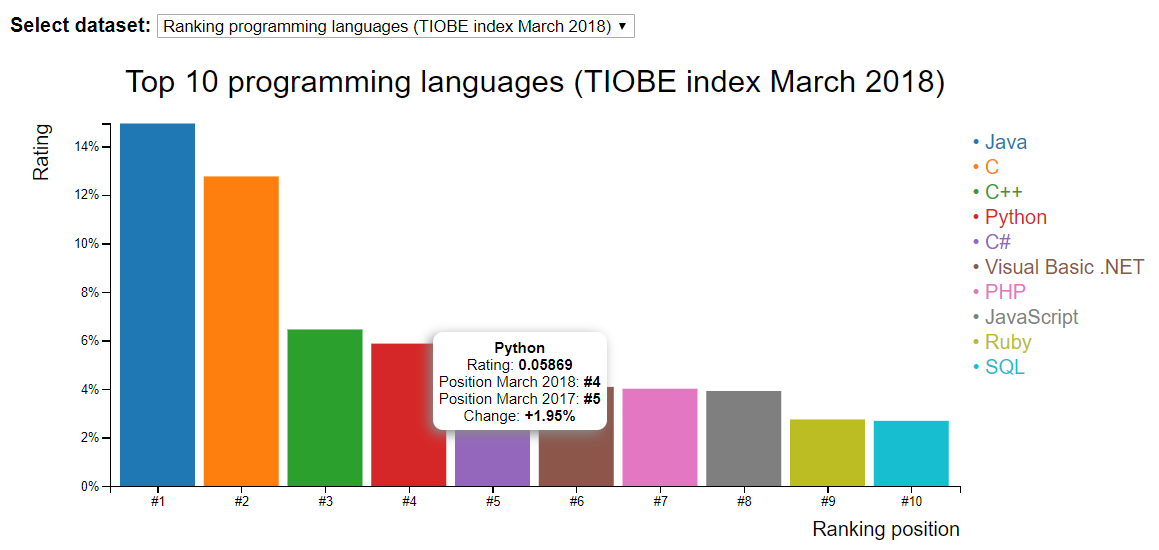 Select dataset: Ranking programming languages (TIOBE index March 2018) ▼
Top 10 programming languages (TIOBE index March 2018)
Rating
14%
12%
10%
8%
6%
4%
2%
0%
• Java
• C
• C++
• Python
• C#
• Visual Basic .NET
• PHP
• JavaScript
• Ruby
• SQL
Python
Rating: 0.05869
Position March 2018: #4
Position March 2017: #5
Change: +1.95%
#1 #2 #3 #4 #5 #6 #7 #8 #9 #10
Ranking position